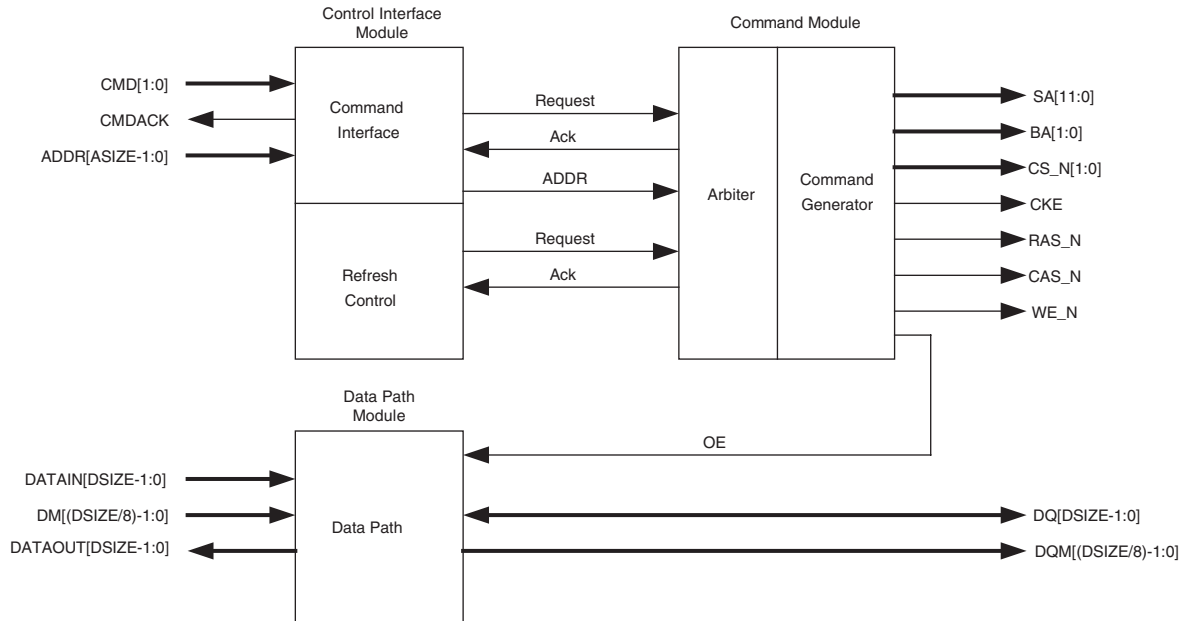 Control Interface
Module
Command Module
CMD[1:0]
CMDACK
ADDR[ASIZE-1:0]
Command
Interface
Request
Ack
ADDR
Refresh
Control
Request
Ack
Arbiter
Command
Generator
SA[11:0]
BA[1:0]
CS_N[1:0]
CKE
RAS_N
CAS_N
WE_N
Data Path
Module
OE
DATAIN[DSIZE-1:0]
DM[(DSIZE/8)-1:0]
DATAOUT[DSIZE-1:0]
Data Path
DQ[DSIZE-1:0]
DQM[(DSIZE/8)-1:0]